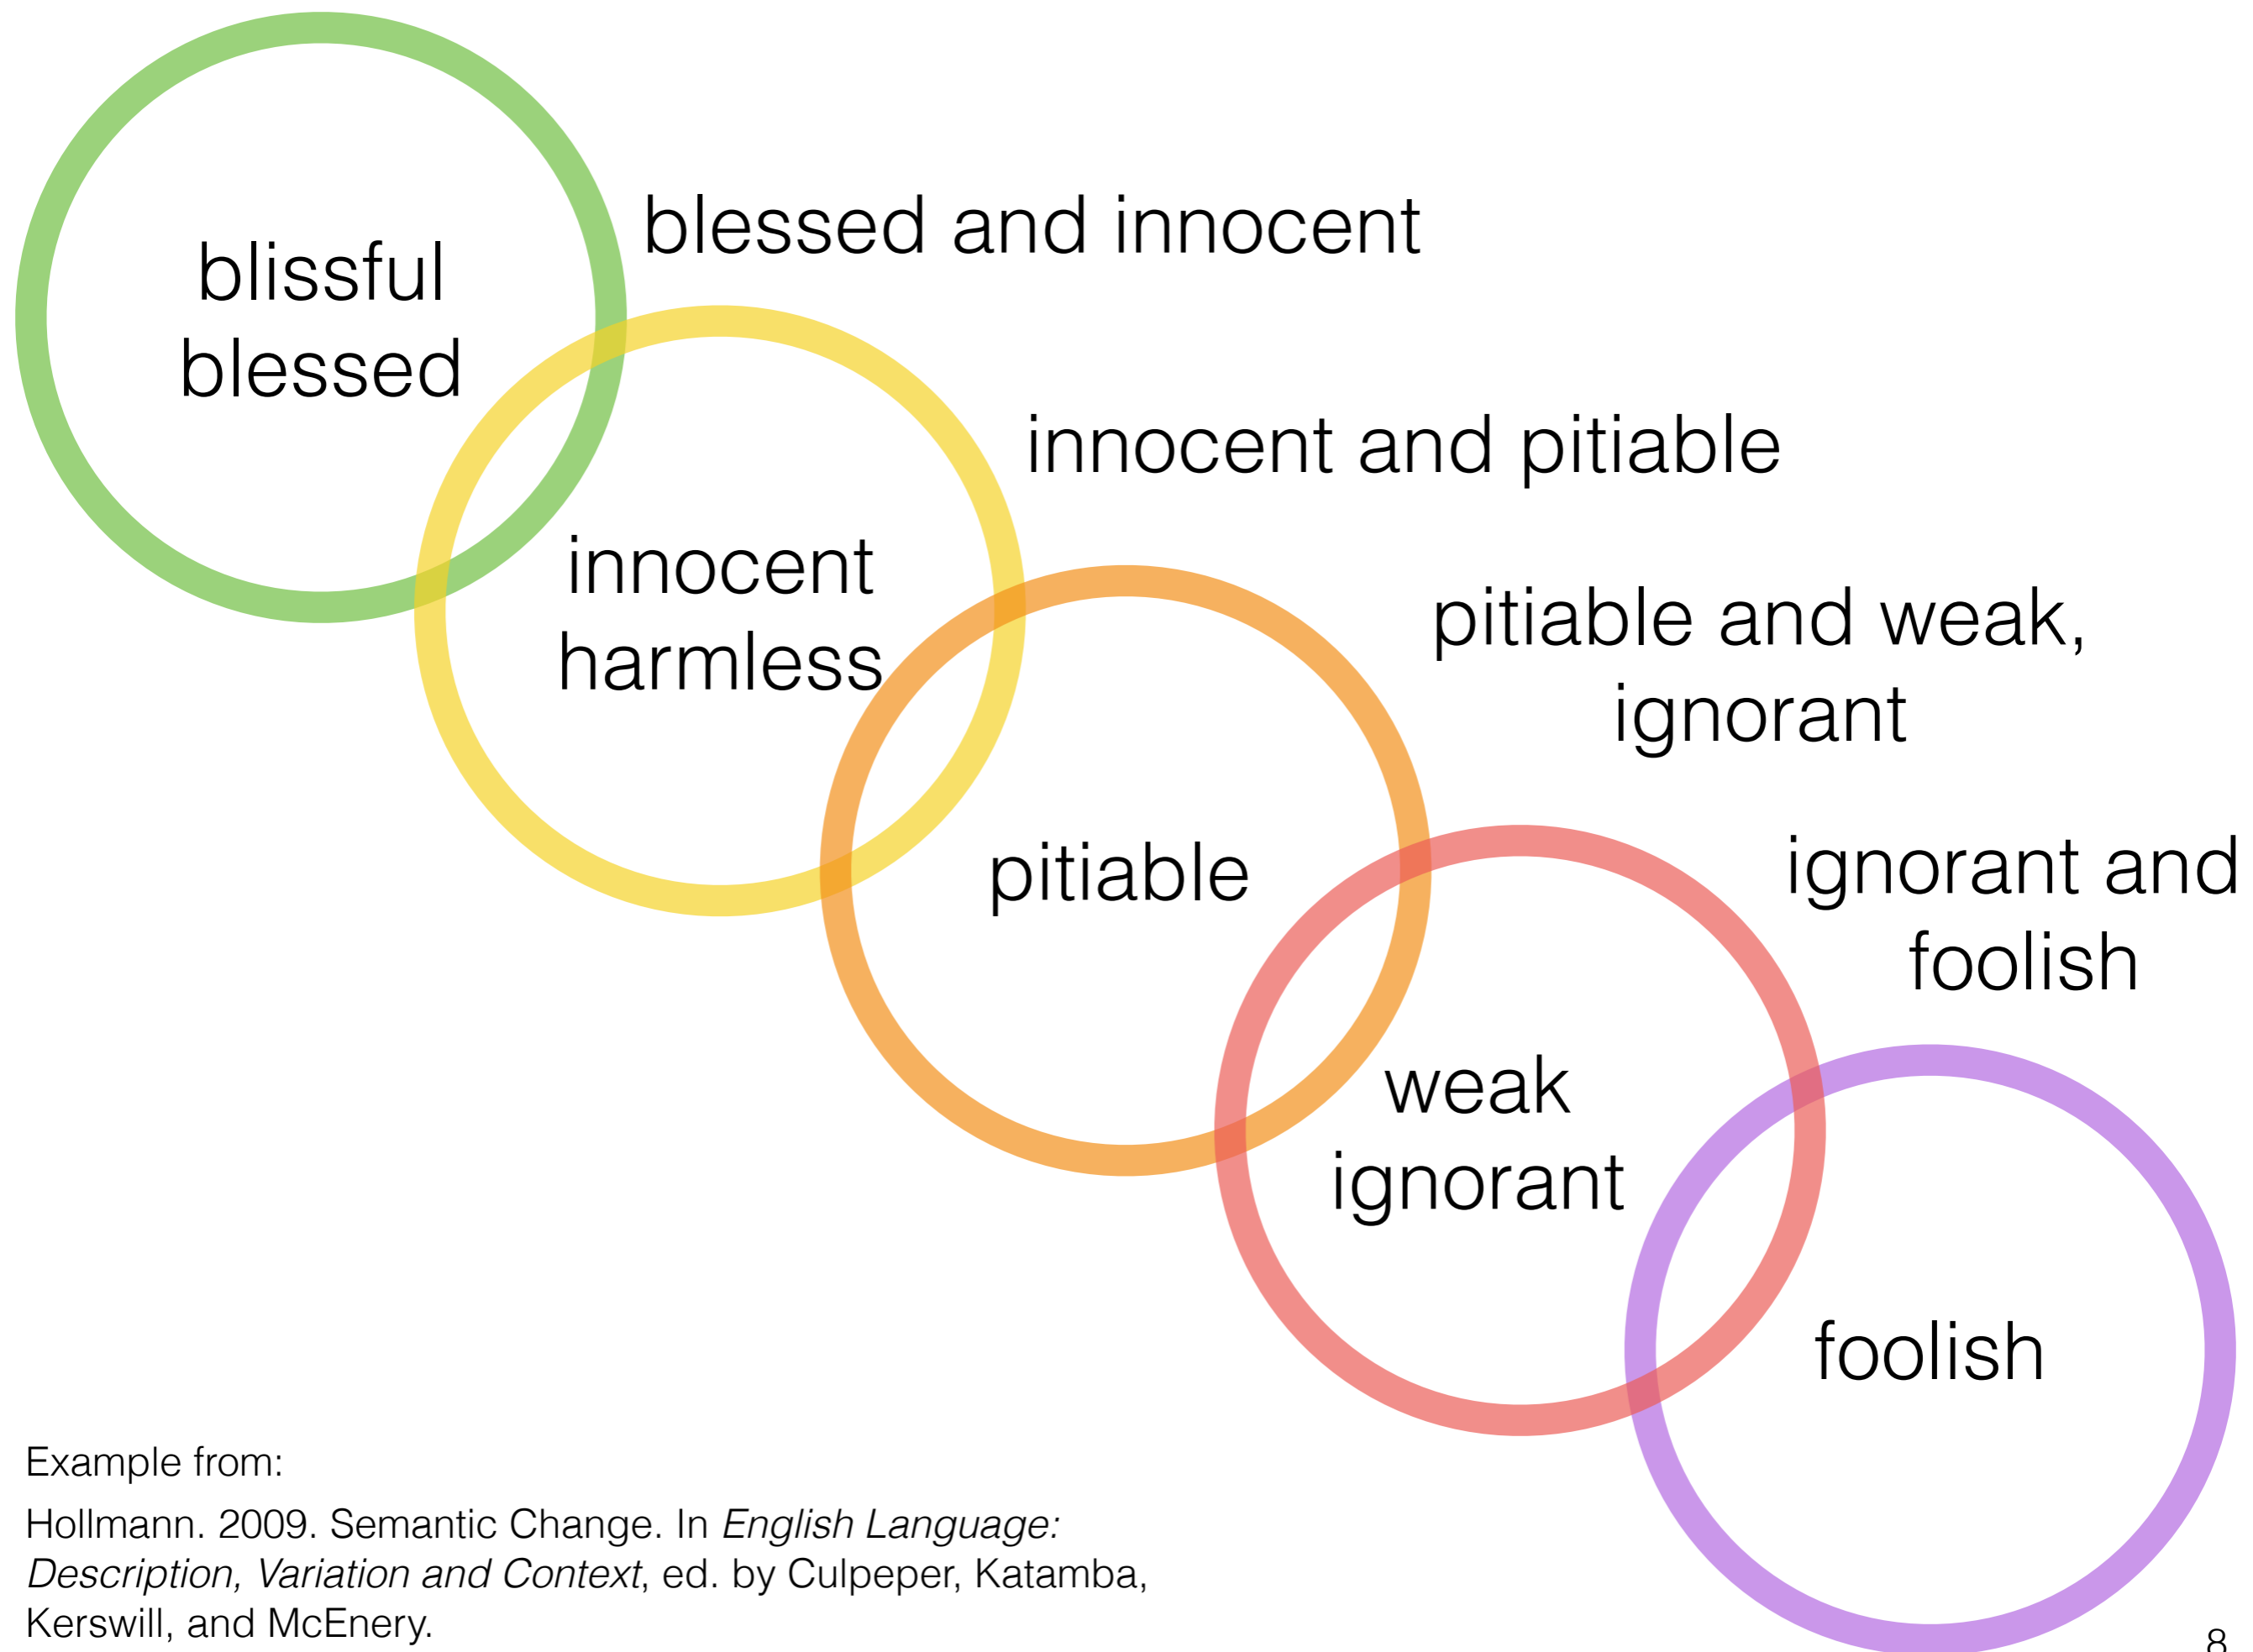 blissful
blessed
blessed and innocent
innocent and pitiable
innocent
harmless
pitiable and weak,
ignorant
pitiable
ignorant and
foolish
weak
ignorant
foolish
Example from:
Hollmann. 2009. Semantic Change. In English Language:
Description, Variation and Context, ed. by Culpeper, Katamba,
Kerswill, and McEnery.
8